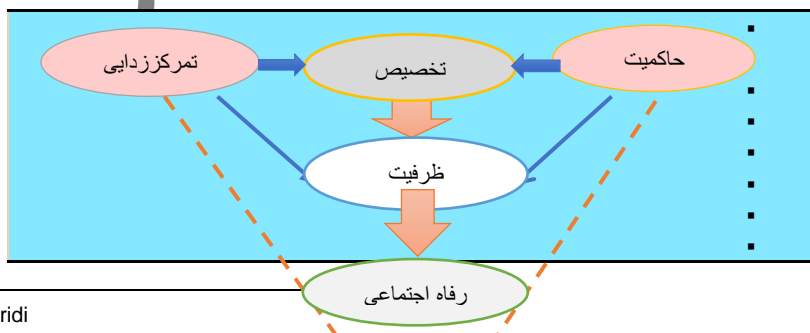 حاکمیت
تخصیص
تمرکززدایی
ظرفیت
رفاه اجتماعی
ridi